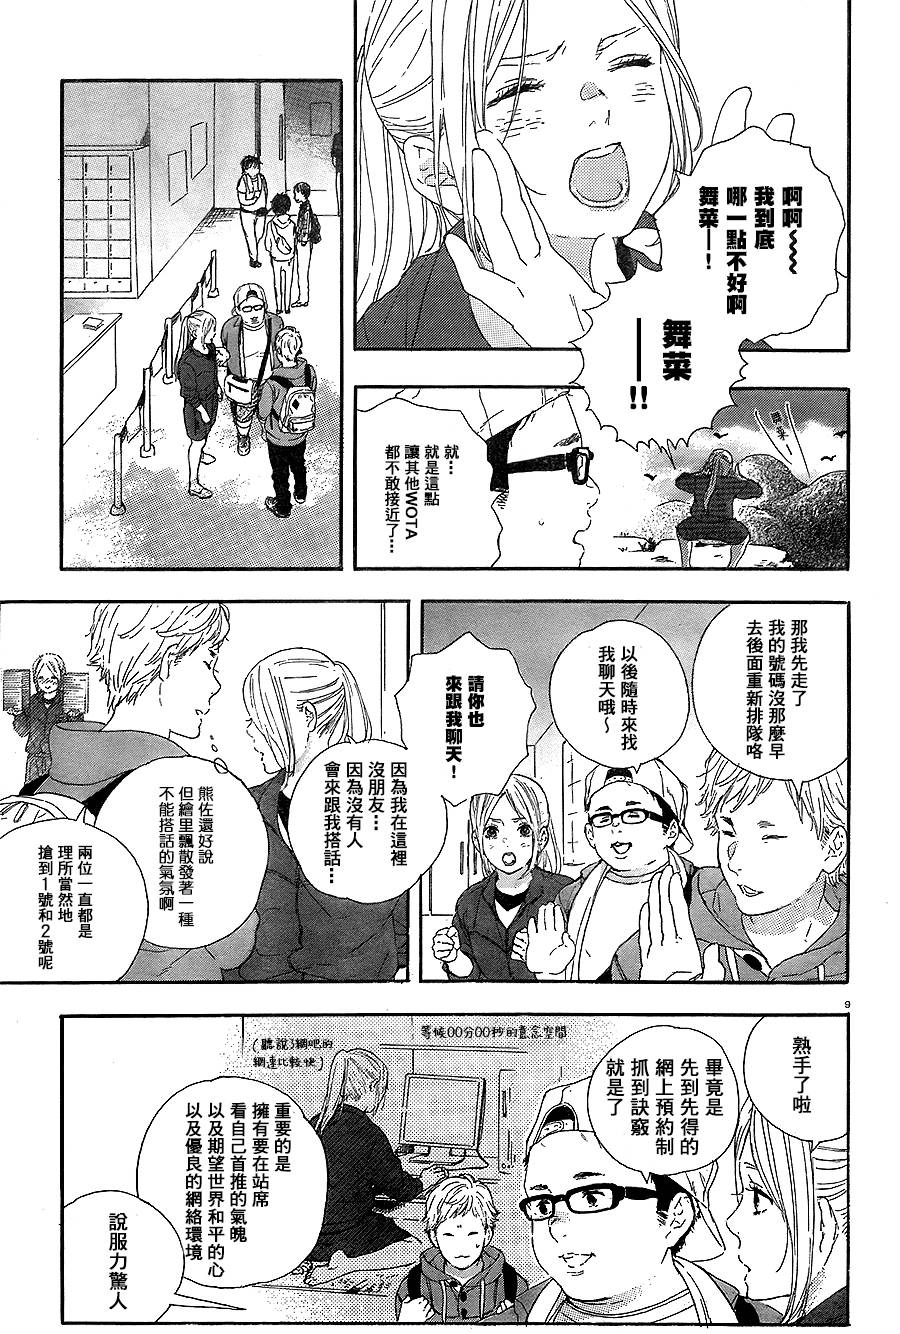 啊啊~~~
我到底
哪一點不好啊
舞菜—!
——舞菜
!!
舞菜
就…
就是這點
讓其他WOTA
都不敢接近了…
那我先走了
我的號碼沒那麼早
去後面重新排隊咯
以後隨時來找
我聊天哦~
請你也
來跟我聊天!
因為我在這裡
沒朋友…
因為沒有人
會來跟我搭話…
熊佐還好說
但繪里飄散發著一種
不能搭話的氣氛啊
兩位一直都是
理所當然地
搶到1號和2號呢
9
熟手了啦
畢竟是
先到先得的
網上預約制
抓到訣竅
就是了
等候00分00秒的意念空間
(聽說網吧的
網速比較快)
重要的是
擁有要在站席
看自己首推的氣魄
以及期望世界和平的心
以及優良的網絡環境
說服力驚人